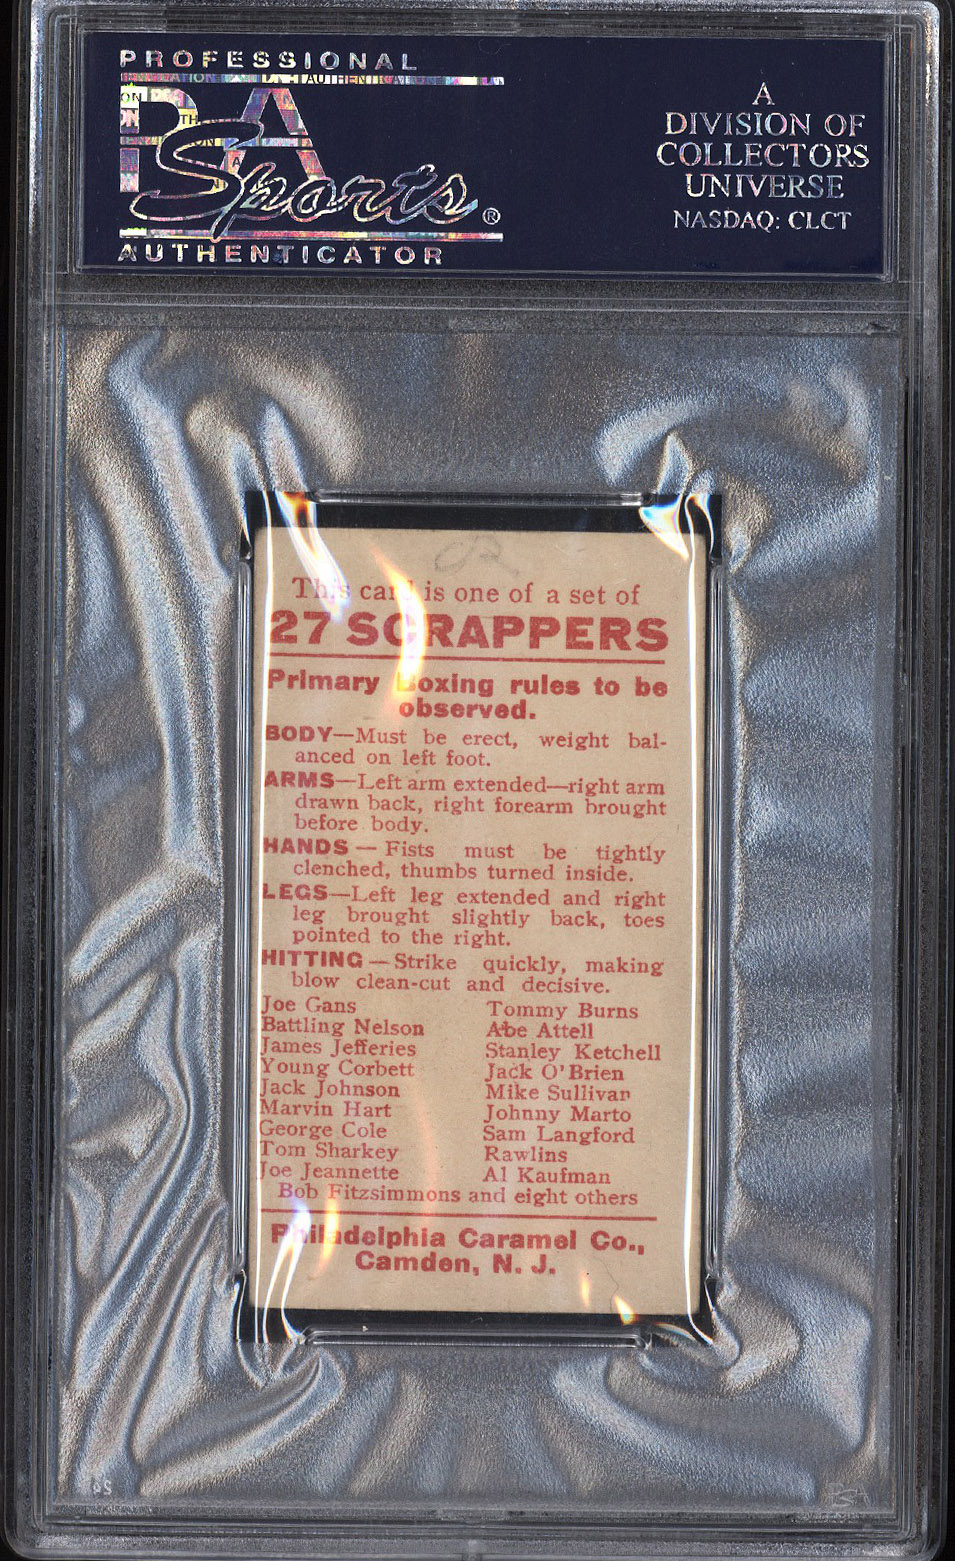 PROFESSIONAL
PSA
Sports®
AUTHENTICATOR
A
DIVISION OF
COLLECTORS
UNIVERSE
NASDAQ: CLCT
This card is one of a set of
27 SCRAPPERS
Primary Boxing rules to be
observed.
BODY—Must be erect, weight bal-
anced on left foot.
ARMS—Left arm extended—right arm
drawn back, right forearm brought
before body.
HANDS—Fists must be tightly
clenched, thumbs turned inside.
LEGS—Left leg extended and right
leg brought slightly back, toes
pointed to the right.
HITTING—Strike quickly, making
blow clean-cut and decisive.
Joe Gans
Battling Nelson
James Jefferies
Young Corbett
Jack Johnson
Marvin Hart
George Cole
Tom Sharkey
Joe Jeannette
Tommy Burns
Abe Attell
Stanley Ketchell
Jack O'Brien
Mike Sullivan
Johnny Marto
Sam Langford
Rawlins
Al Kaufman
Bob Fitzsimmons and eight others
Philadelphia Caramel Co.,
Camden, N. J.
PSA